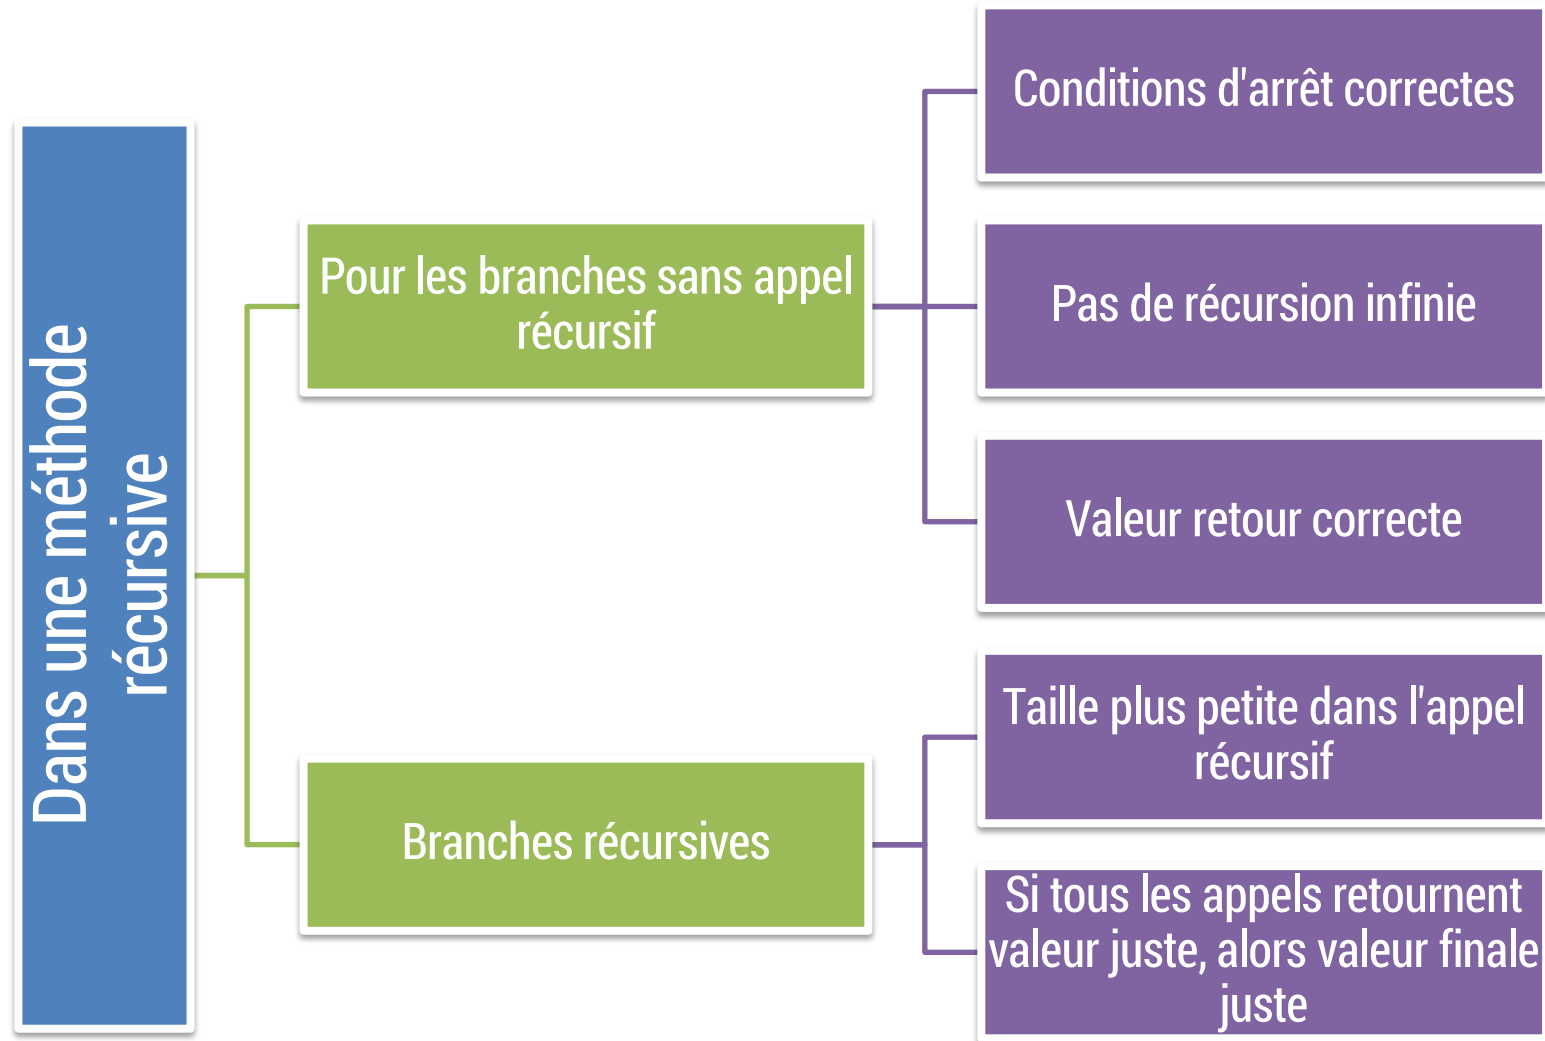 Dans une méthode
récursive
Pour les branches sans appel
récursif
Conditions d'arrêt correctes
Pas de récursion infinie
Valeur retour correcte
Branches récursives
Taille plus petite dans l'appel
récursif
Si tous les appels retournent
valeur juste, alors valeur finale
juste